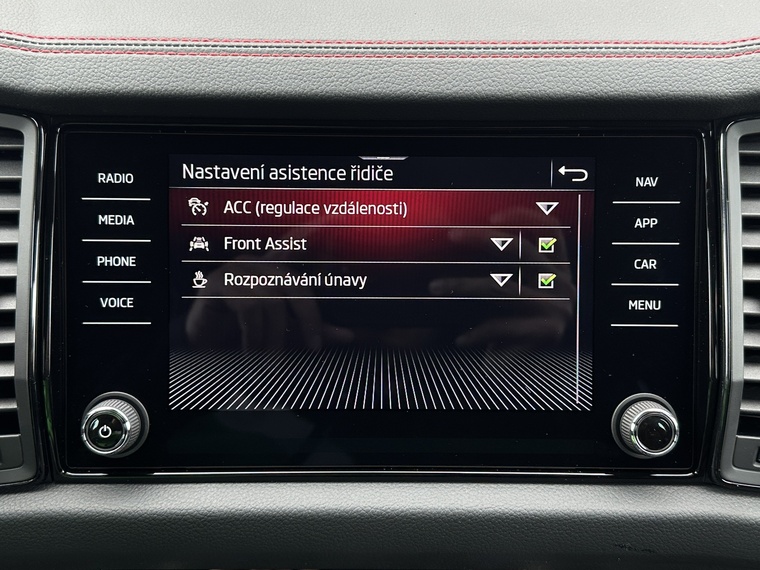 RADIO
MEDIA
PHONE
VOICE
Nastavení asistence řidiče
ACC (regulace vzdálenosti)
Front Assist
Rozpoznávání únavy
NAV
APP
CAR
MENU